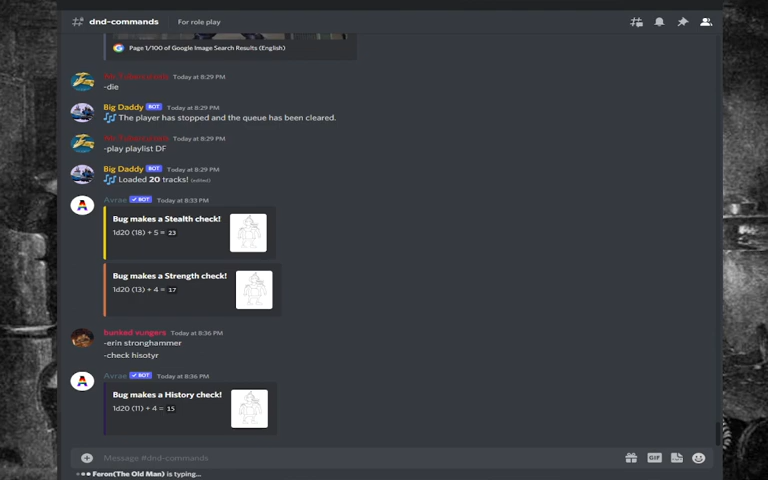 dnd-commands For role play
Page 1/100 of Google Image Search Results (English)
Today at 8:29 PM
-die
Big Daddy BOT Today at 8:29 PM
The player has stopped and the queue has been cleared.
Today at 8:29 PM
-play playlist DF
Big Daddy BOT Today at 8:29 PM
Loaded 20 tracks! (edited)
Avrae BOT Today at 8:33 PM
Bug makes a Stealth check!
1d20 (18) + 5 = 23
Bug makes a Strength check!
1d20 (13) + 4 = 17
bunked vungers Today at 8:36 PM
-erin stronghammer
-check hisotyr
Avrae BOT Today at 8:36 PM
Bug makes a History check!
1d20 (11) + 4 = 15
Message #dnd-commands
GIF
Feron(The Old Man) is typing...